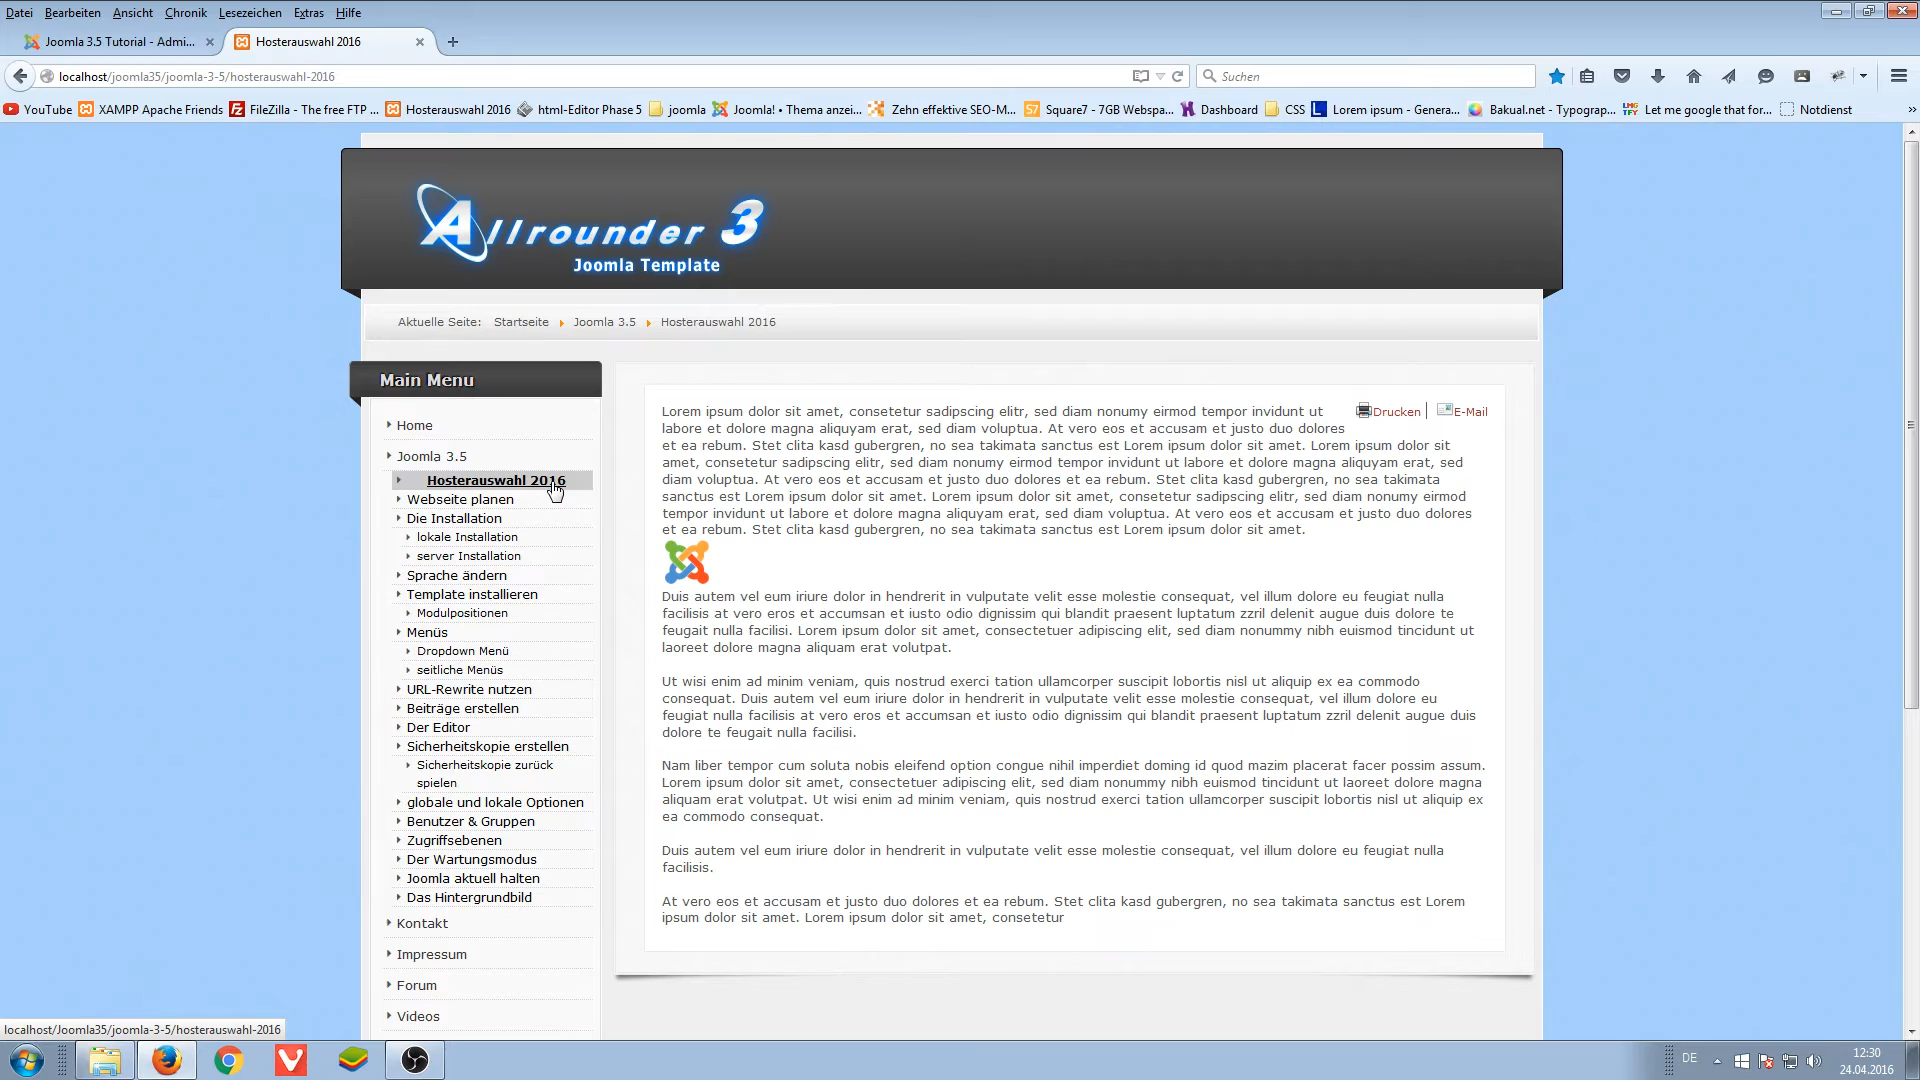 Datei Bearbeiten Ansicht Chronik Lesezeichen Extras Hilfe
Joomla 3.5 Tutorial - Admi... Hosterauswahl 2016
localhost/joomla35/joomla-3-5/hosterauswahl-2016 Suchen
YouTube XAMPP Apache Friends FileZilla - The free FTP ... Hosterauswahl 2016 html-Editor Phase 5 joomla Joomla! • Thema anzei... Zehn effektive SEO-M... Square7 - 7GB Webspa... Dashboard CSS Lorem ipsum - Genera... Bakual.net - Typograp... Let me google that for... Notdienst
Allrounder 3
Joomla Template
Aktuelle Seite: Startseite Joomla 3.5 Hosterauswahl 2016
Main Menu
Home
Joomla 3.5
Hosterauswahl 2016
Webseite planen
Die Installation
lokale Installation
server Installation
Sprache ändern
Template installieren
Modulpositionen
Menüs
Dropdown Menü
seitliche Menüs
URL-Rewrite nutzen
Beiträge erstellen
Der Editor
Sicherheitskopie erstellen
Sicherheitskopie zurück
spielen
globale und lokale Optionen
Benutzer & Gruppen
Zugriffsebenen
Der Wartungsmodus
Joomla aktuell halten
Das Hintergrundbild
Kontakt
Impressum
Forum
Videos
Drucken E-Mail
Lorem ipsum dolor sit amet, consetetur sadipscing elitr, sed diam nonumy eirmod tempor invidunt ut
labore et dolore magna aliquyam erat, sed diam voluptua. At vero eos et accusam et justo duo dolores
et ea rebum. Stet clita kasd gubergren, no sea takimata sanctus est Lorem ipsum dolor sit amet. Lorem ipsum dolor sit
amet, consetetur sadipscing elitr, sed diam nonumy eirmod tempor invidunt ut labore et dolore magna aliquyam erat, sed
diam voluptua. At vero eos et accusam et justo duo dolores et ea rebum. Stet clita kasd gubergren, no sea takimata
sanctus est Lorem ipsum dolor sit amet. Lorem ipsum dolor sit amet, consetetur sadipscing elitr, sed diam nonumy eirmod
tempor invidunt ut labore et dolore magna aliquyam erat, sed diam voluptua. At vero eos et accusam et justo duo dolores
et ea rebum. Stet clita kasd gubergren, no sea takimata sanctus est Lorem ipsum dolor sit amet.
Duis autem vel eum iriure dolor in hendrerit in vulputate velit esse molestie consequat, vel illum dolore eu feugiat nulla
facilisis at vero eros et accumsan et iusto odio dignissim qui blandit praesent luptatum zzril delenit augue duis dolore te
feugait nulla facilisi. Lorem ipsum dolor sit amet, consectetuer adipiscing elit, sed diam nonummy nibh euismod tincidunt ut
laoreet dolore magna aliquam erat volutpat.
Ut wisi enim ad minim veniam, quis nostrud exerci tation ullamcorper suscipit lobortis nisl ut aliquip ex ea commodo
consequat. Duis autem vel eum iriure dolor in hendrerit in vulputate velit esse molestie consequat, vel illum dolore eu
feugiat nulla facilisis at vero eros et accumsan et iusto odio dignissim qui blandit praesent luptatum zzril delenit augue duis
dolore te feugait nulla facilisi.
Nam liber tempor cum soluta nobis eleifend option congue nihil imperdiet doming id quod mazim placerat facer possim assum.
Lorem ipsum dolor sit amet, consectetuer adipiscing elit, sed diam nonummy nibh euismod tincidunt ut laoreet dolore magna
aliquam erat volutpat. Ut wisi enim ad minim veniam, quis nostrud exerci tation ullamcorper suscipit lobortis nisl ut aliquip ex
ea commodo consequat.
Duis autem vel eum iriure dolor in hendrerit in vulputate velit esse molestie consequat, vel illum dolore eu feugiat nulla
facilisis.
At vero eos et accusam et justo duo dolores et ea rebum. Stet clita kasd gubergren, no sea takimata sanctus est Lorem
ipsum dolor sit amet. Lorem ipsum dolor sit amet, consetetur
localhost/Joomla35/joomla-3-5/hosterauswahl-2016
DE 12:30
24.04.2016